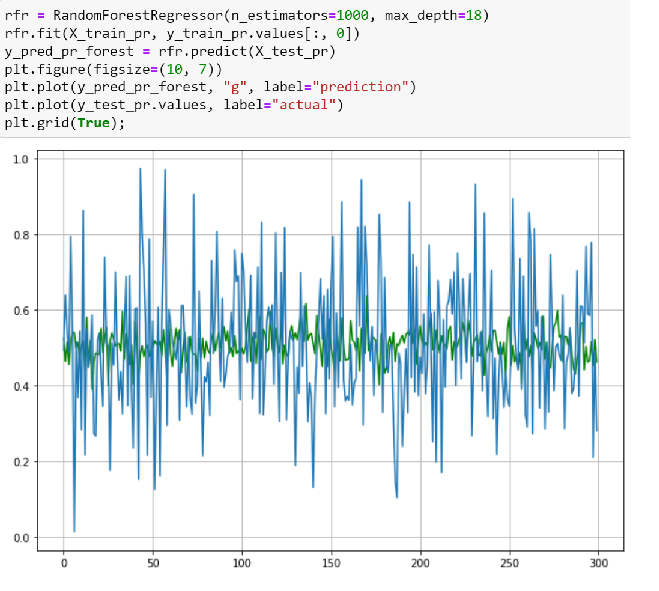 rfr = RandomForestRegressor(n_estimators=1000, max_depth=18)
rfr.fit(X_train_pr, y_train_pr.values[:, 0])
y_pred_pr_forest = rfr.predict(X_test_pr)
plt.figure(figsize=(10, 7))
plt.plot(y_pred_pr_forest, "g", label="prediction")
plt.plot(y_test_pr.values, label="actual")
plt.grid(True);
1.0
0.8
0.6
0.4
0.2
0.0
0 50 100 150 200 250 300